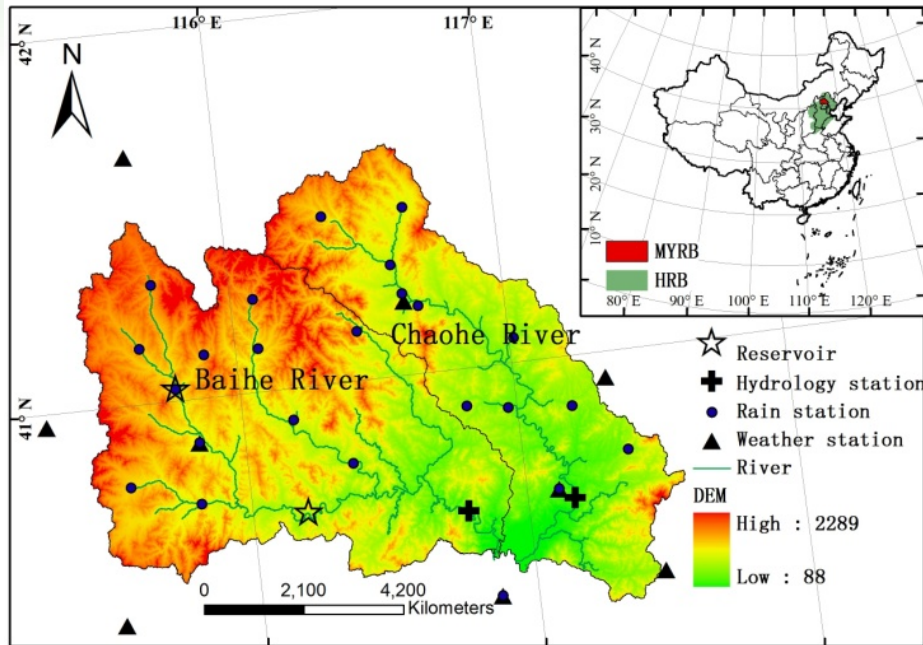 116° E
117° E
42° N
41° N
N
40° N
30° N
20° N
10° N
80° E
90° E
100° E
110° E
120° E
MYRB
HRB
Chaohe River
Baihe River
Reservoir
Hydrology station
Rain station
Weather station
River
DEM
High : 2289
Low : 88
0 2,100 4,200
Kilometers